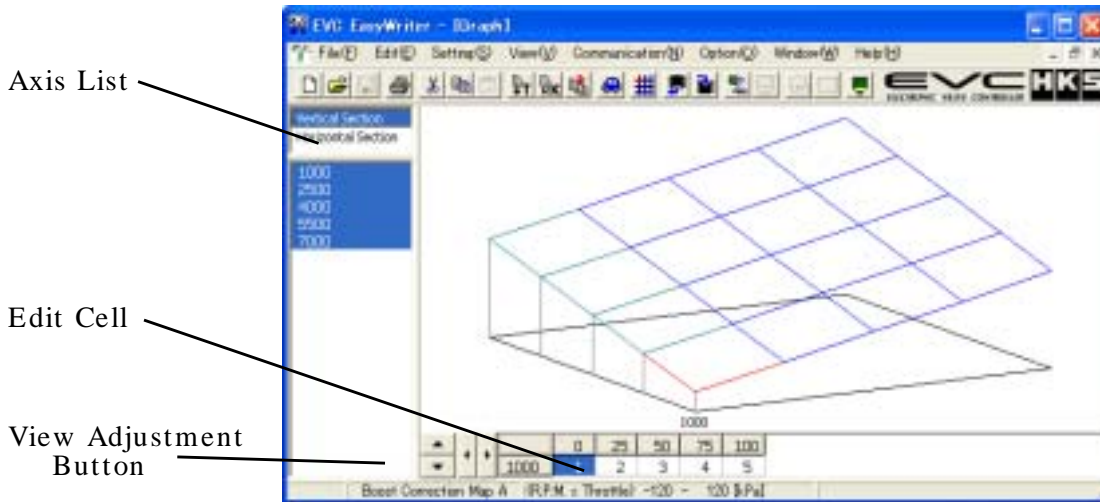 EVC EasyWriter - [Graph]
File(F) Edit(E) Setting(S) View(V) Communication(N) Option(O) Window(W) Help(H)
EVC HKS
ELECTRONIC VALVE CONTROLLER
Axis List
Vertical Section
Horizontal Section
1000
2500
4000
5500
7000
Edit Cell
1000
View Adjustment
Button
0 25 50 75 100
1000 1 2 3 4 5
Boost Correction Map A (R.P.M. x Throttle) -120 - 120 [kPa]